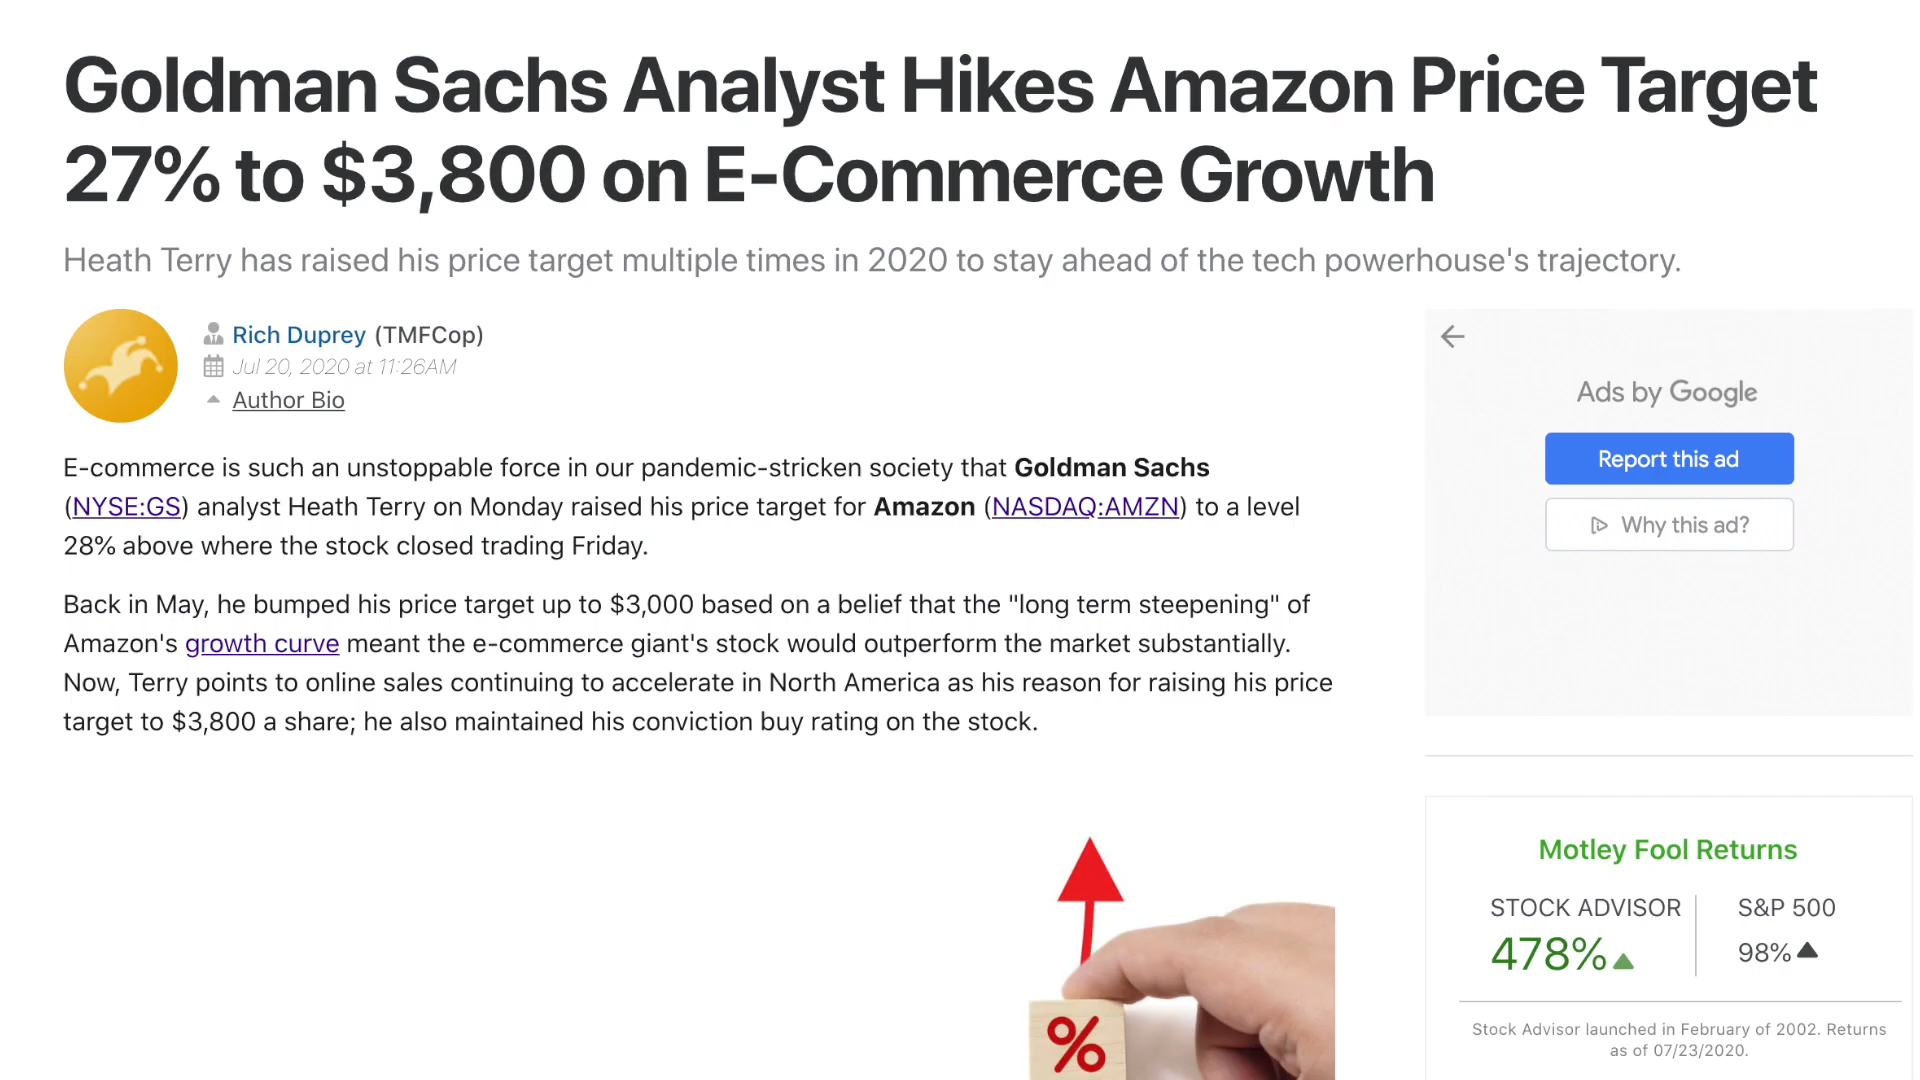 Goldman Sachs Analyst Hikes Amazon Price Target
27% to $3,800 on E-Commerce Growth
Heath Terry has raised his price target multiple times in 2020 to stay ahead of the tech powerhouse's trajectory.
Rich Duprey (TMFCop)
Jul 20, 2020 at 11:26AM
Author Bio
E-commerce is such an unstoppable force in our pandemic-stricken society that Goldman Sachs
(NYSE:GS) analyst Heath Terry on Monday raised his price target for Amazon (NASDAQ:AMZN) to a level
28% above where the stock closed trading Friday.
Back in May, he bumped his price target up to $3,000 based on a belief that the "long term steepening" of
Amazon's growth curve meant the e-commerce giant's stock would outperform the market substantially.
Now, Terry points to online sales continuing to accelerate in North America as his reason for raising his price
target to $3,800 a share; he also maintained his conviction buy rating on the stock.
%
Ads by Google
Report this ad
Why this ad?
Motley Fool Returns
STOCK ADVISOR
478%
S&P 500
98%
Stock Advisor launched in February of 2002. Returns
as of 07/23/2020.